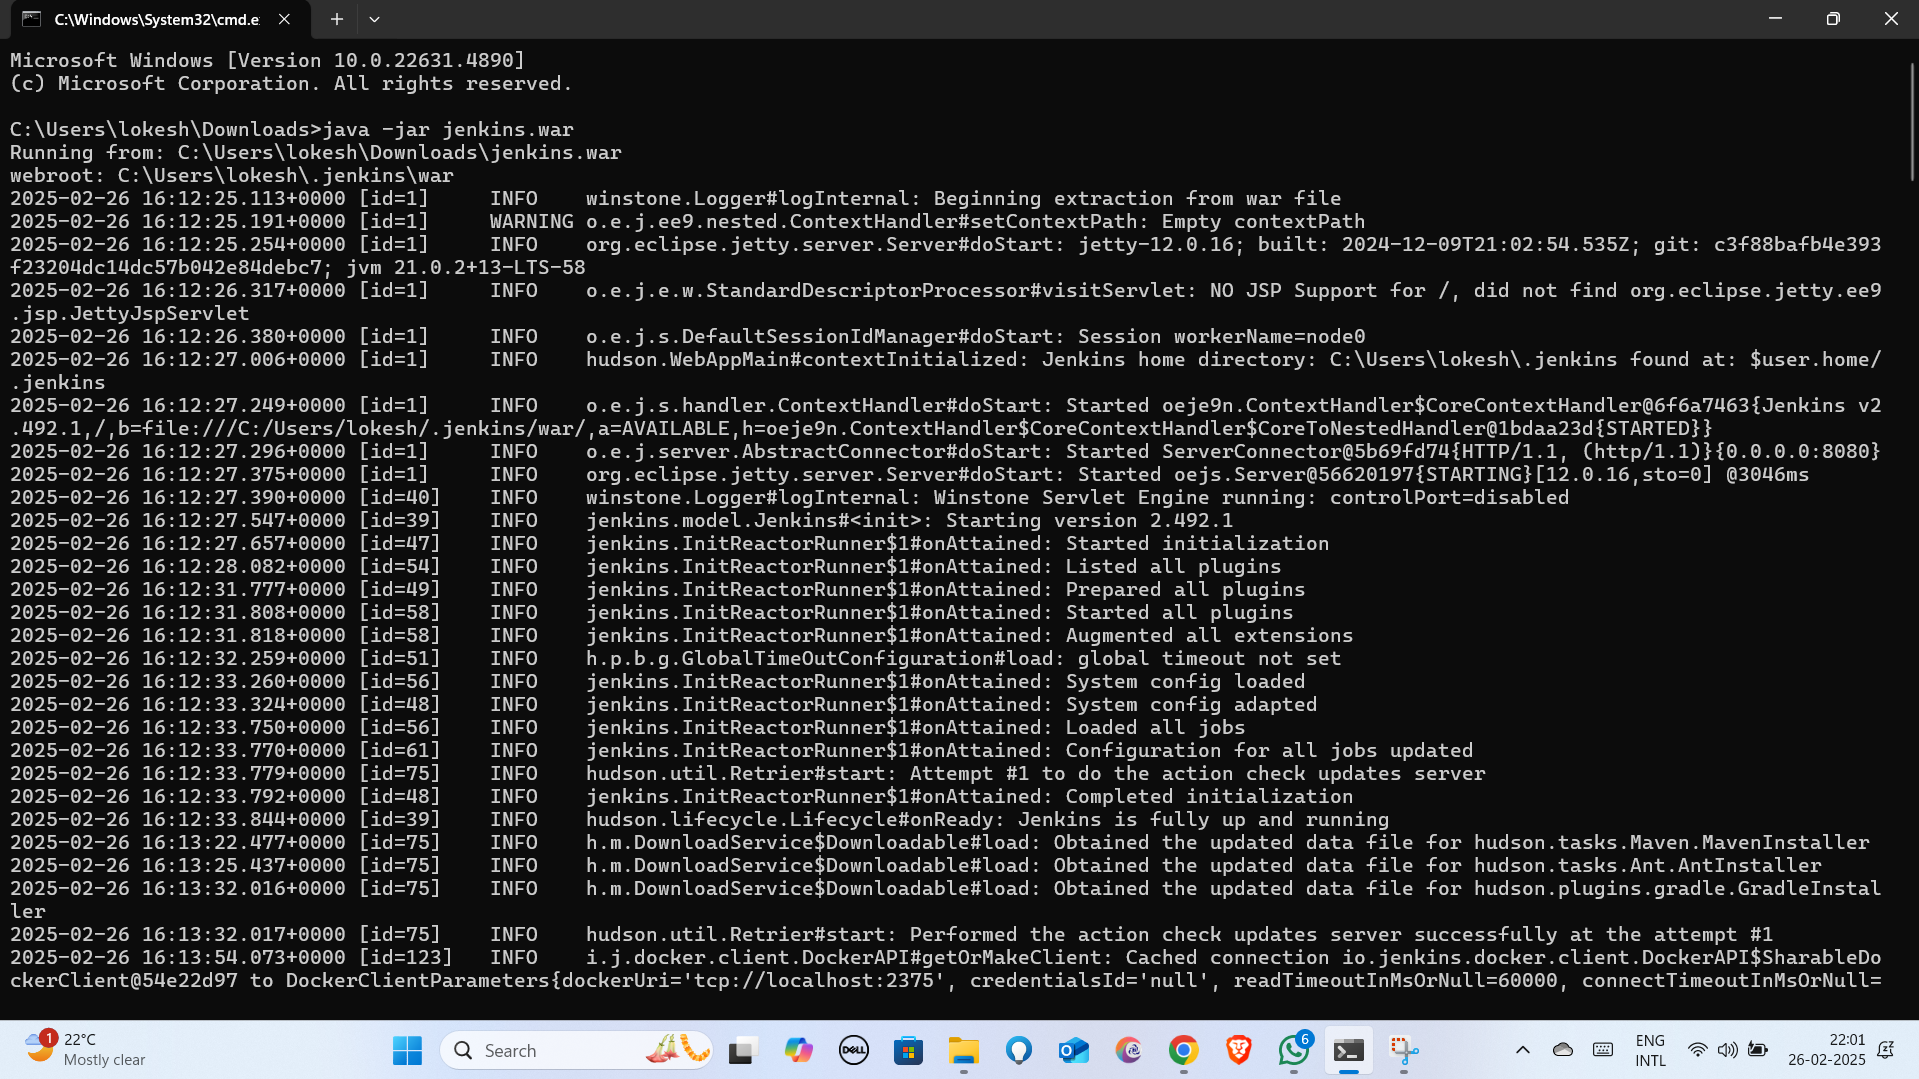 C:\Windows\System32\cmd.e
Microsoft Windows [Version 10.0.22631.4890]
(c) Microsoft Corporation. All rights reserved.
C:\Users\lokesh\Downloads>java -jar jenkins.war
Running from: C:\Users\lokesh\Downloads\jenkins.war
webroot: C:\Users\lokesh\.jenkins\war
2025-02-26 16:12:25.113+0000 [id=1]     INFO    winstone.Logger#logInternal: Beginning extraction from war file
2025-02-26 16:12:25.191+0000 [id=1]     WARNING o.e.j.ee9.nested.ContextHandler#setContextPath: Empty contextPath
2025-02-26 16:12:25.254+0000 [id=1]     INFO    org.eclipse.jetty.server.Server#doStart: jetty-12.0.16; built: 2024-12-09T21:02:54.535Z; git: c3f88bafb4e393
f23204dc14dc57b042e84debc7; jvm 21.0.2+13-LTS-58
2025-02-26 16:12:26.317+0000 [id=1]     INFO    o.e.j.e.w.StandardDescriptorProcessor#visitServlet: NO JSP Support for /, did not find org.eclipse.jetty.ee9
.jsp.JettyJspServlet
2025-02-26 16:12:26.380+0000 [id=1]     INFO    o.e.j.s.DefaultSessionIdManager#doStart: Session workerName=node0
2025-02-26 16:12:27.006+0000 [id=1]     INFO    hudson.WebAppMain#contextInitialized: Jenkins home directory: C:\Users\lokesh\.jenkins found at: $user.home/
.jenkins
2025-02-26 16:12:27.249+0000 [id=1]     INFO    o.e.j.s.handler.ContextHandler#doStart: Started oeje9n.ContextHandler$CoreContextHandler@6f6a7463{Jenkins v2
.492.1,/,b=file:///C:/Users/lokesh/.jenkins/war/,a=AVAILABLE,h=oeje9n.ContextHandler$CoreContextHandler$CoreToNestedHandler@1bdaa23d{STARTED}}
2025-02-26 16:12:27.296+0000 [id=1]     INFO    o.e.j.server.AbstractConnector#doStart: Started ServerConnector@5b69fd74{HTTP/1.1, (http/1.1)}{0.0.0.0:8080}
2025-02-26 16:12:27.375+0000 [id=1]     INFO    org.eclipse.jetty.server.Server#doStart: Started oejs.Server@56620197{STARTING}[12.0.16,sto=0] @3046ms
2025-02-26 16:12:27.390+0000 [id=40]    INFO    winstone.Logger#logInternal: Winstone Servlet Engine running: controlPort=disabled
2025-02-26 16:12:27.547+0000 [id=39]    INFO    jenkins.model.Jenkins#<init>: Starting version 2.492.1
2025-02-26 16:12:27.657+0000 [id=47]    INFO    jenkins.InitReactorRunner$1#onAttained: Started initialization
2025-02-26 16:12:28.082+0000 [id=54]    INFO    jenkins.InitReactorRunner$1#onAttained: Listed all plugins
2025-02-26 16:12:31.777+0000 [id=49]    INFO    jenkins.InitReactorRunner$1#onAttained: Prepared all plugins
2025-02-26 16:12:31.808+0000 [id=58]    INFO    jenkins.InitReactorRunner$1#onAttained: Started all plugins
2025-02-26 16:12:31.818+0000 [id=58]    INFO    jenkins.InitReactorRunner$1#onAttained: Augmented all extensions
2025-02-26 16:12:32.259+0000 [id=51]    INFO    h.p.b.g.GlobalTimeOutConfiguration#load: global timeout not set
2025-02-26 16:12:33.260+0000 [id=56]    INFO    jenkins.InitReactorRunner$1#onAttained: System config loaded
2025-02-26 16:12:33.324+0000 [id=48]    INFO    jenkins.InitReactorRunner$1#onAttained: System config adapted
2025-02-26 16:12:33.750+0000 [id=56]    INFO    jenkins.InitReactorRunner$1#onAttained: Loaded all jobs
2025-02-26 16:12:33.770+0000 [id=61]    INFO    jenkins.InitReactorRunner$1#onAttained: Configuration for all jobs updated
2025-02-26 16:12:33.779+0000 [id=75]    INFO    hudson.util.Retrier#start: Attempt #1 to do the action check updates server
2025-02-26 16:12:33.792+0000 [id=48]    INFO    jenkins.InitReactorRunner$1#onAttained: Completed initialization
2025-02-26 16:12:33.844+0000 [id=39]    INFO    hudson.lifecycle.Lifecycle#onReady: Jenkins is fully up and running
2025-02-26 16:13:22.477+0000 [id=75]    INFO    h.m.DownloadService$Downloadable#load: Obtained the updated data file for hudson.tasks.Maven.MavenInstaller
2025-02-26 16:13:25.437+0000 [id=75]    INFO    h.m.DownloadService$Downloadable#load: Obtained the updated data file for hudson.tasks.Ant.AntInstaller
2025-02-26 16:13:32.016+0000 [id=75]    INFO    h.m.DownloadService$Downloadable#load: Obtained the updated data file for hudson.plugins.gradle.GradleInstal
ler
2025-02-26 16:13:32.017+0000 [id=75]    INFO    hudson.util.Retrier#start: Performed the action check updates server successfully at the attempt #1
2025-02-26 16:13:54.073+0000 [id=123]   INFO    i.j.docker.client.DockerAPI#getOrMakeClient: Cached connection io.jenkins.docker.client.DockerAPI$SharableDo
ckerClient@54e22d97 to DockerClientParameters{dockerUri='tcp://localhost:2375', credentialsId='null', readTimeoutInMsOrNull=60000, connectTimeoutInMsOrNull=
1
22°C
Mostly clear
Search
DELL
6
ENG
INTL
22:01
26-02-2025